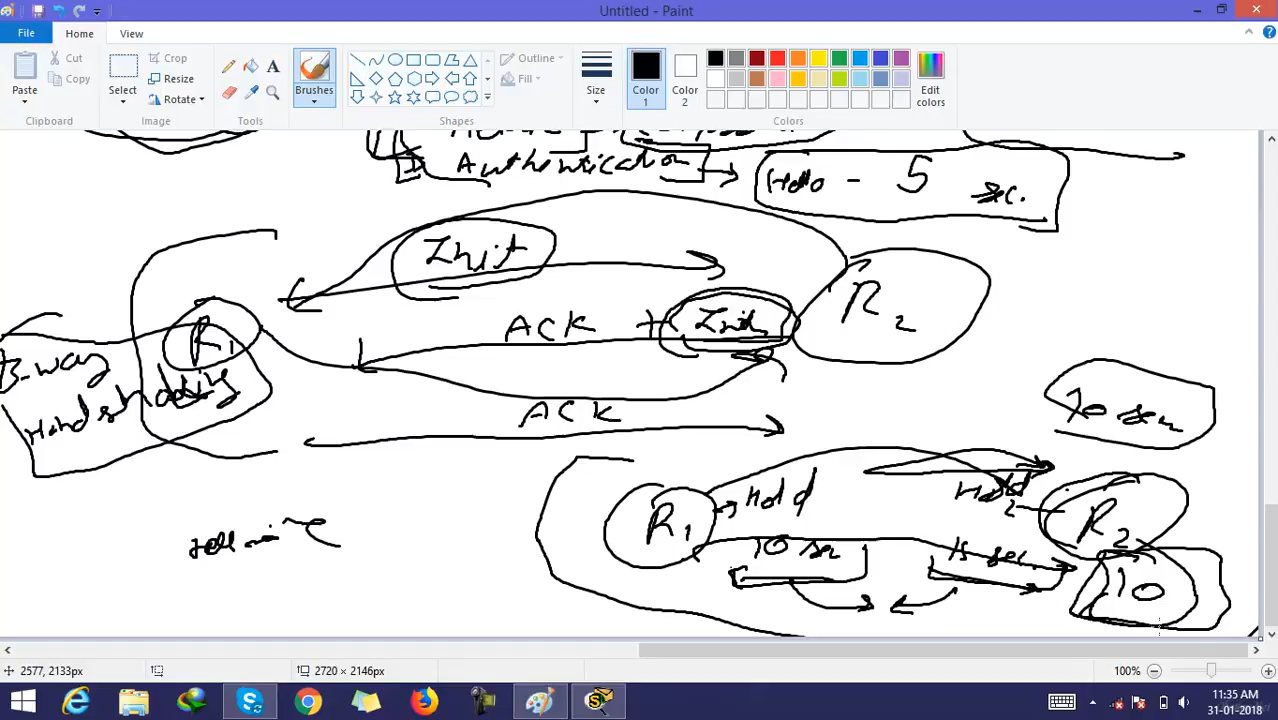 Untitled - Paint
File Home View
Cut
Copy
Paste
Clipboard
Select
Crop
Resize
Rotate
Image
Tools
Brushes
Outline
Fill
Shapes
Size
Color 1
Color 2
Edit colors
Colors
Authentication
Hello - 5 sec.
Init
R2
ACK + Init
R1
3-way
Handshaking
ACK
10 sec
R1 Hold
Hold
R2
10 sec
15 sec.
10
2577, 2133px
2720 × 2146px
100%
11:35 AM
31-01-2018